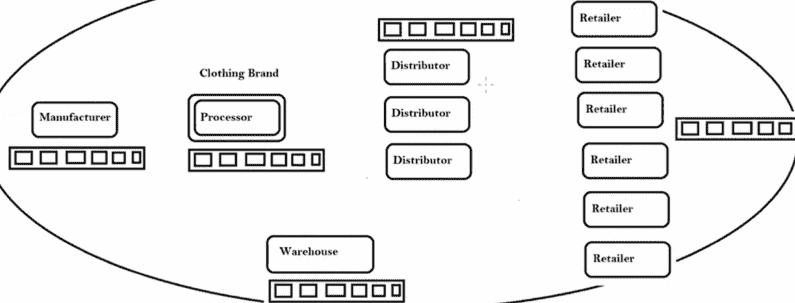 Clothing Brand
Manufacturer
Processor
Distributor
Distributor
Distributor
Warehouse
Retailer
Retailer
Retailer
Retailer
Retailer
Retailer